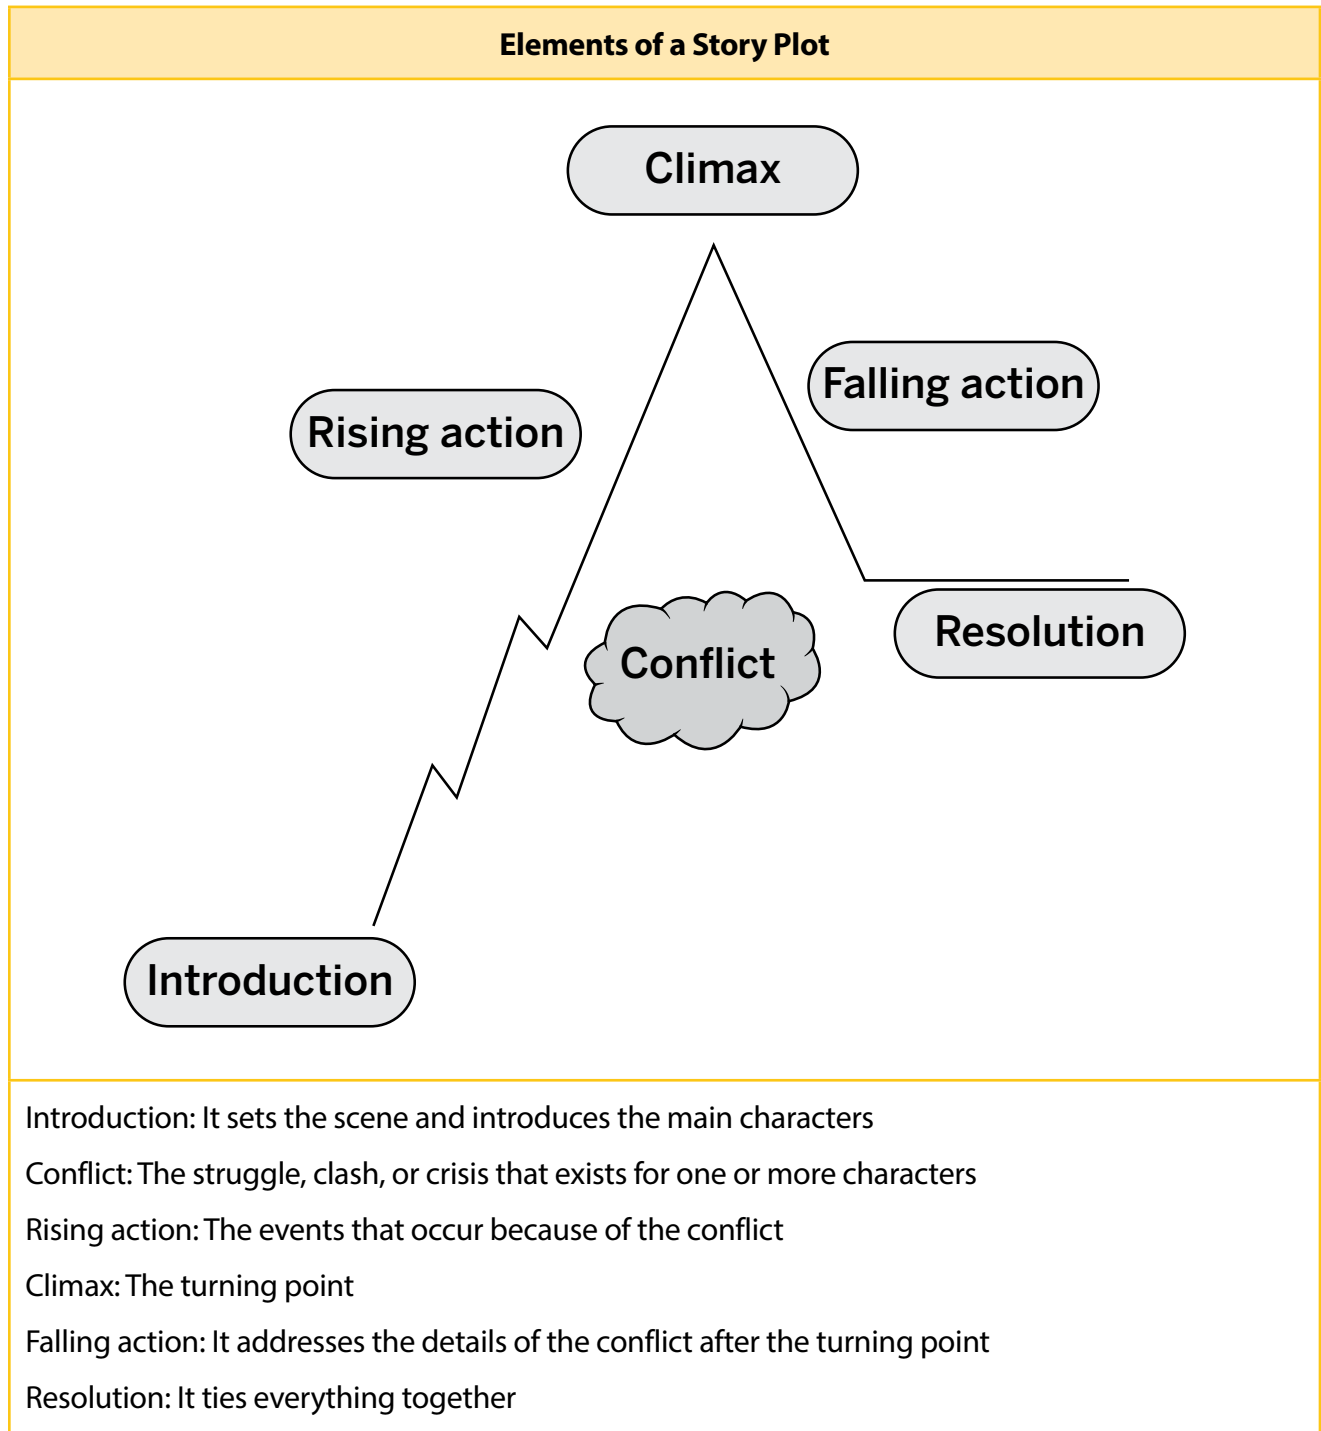 Elements of a Story Plot
Climax
Falling action
Rising action
Resolution
Conflict
Introduction
Introduction: It sets the scene and introduces the main characters
Conflict: The struggle, clash, or crisis that exists for one or more characters
Rising action: The events that occur because of the conflict
Climax: The turning point
Falling action: It addresses the details of the conflict after the turning point
Resolution: It ties everything together